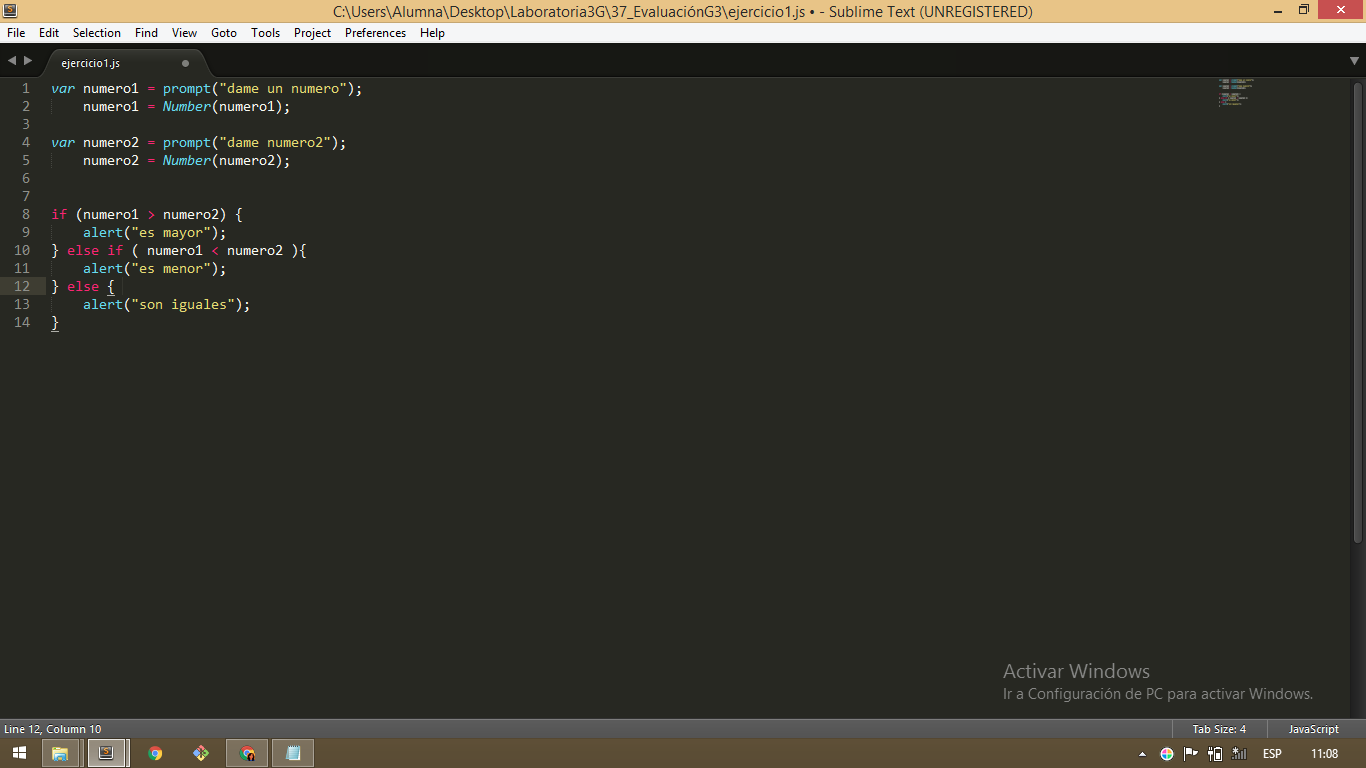 C:\Users\Alumna\Desktop\Laboratoria3G\37_EvaluaciónG3\ejercicio1.js • - Sublime Text (UNREGISTERED)
File Edit Selection Find View Goto Tools Project Preferences Help
ejercicio1.js
1 var numero1 = prompt("dame un numero");
2 numero1 = Number(numero1);
3
4 var numero2 = prompt("dame numero2");
5 numero2 = Number(numero2);
6
7
8 if (numero1 > numero2) {
9 alert("es mayor");
10 } else if ( numero1 < numero2 ){
11 alert("es menor");
12 } else {
13 alert("son iguales");
14 }
Activar Windows
Ir a Configuración de PC para activar Windows.
Line 12, Column 10 Tab Size: 4 JavaScript
ESP 11:08